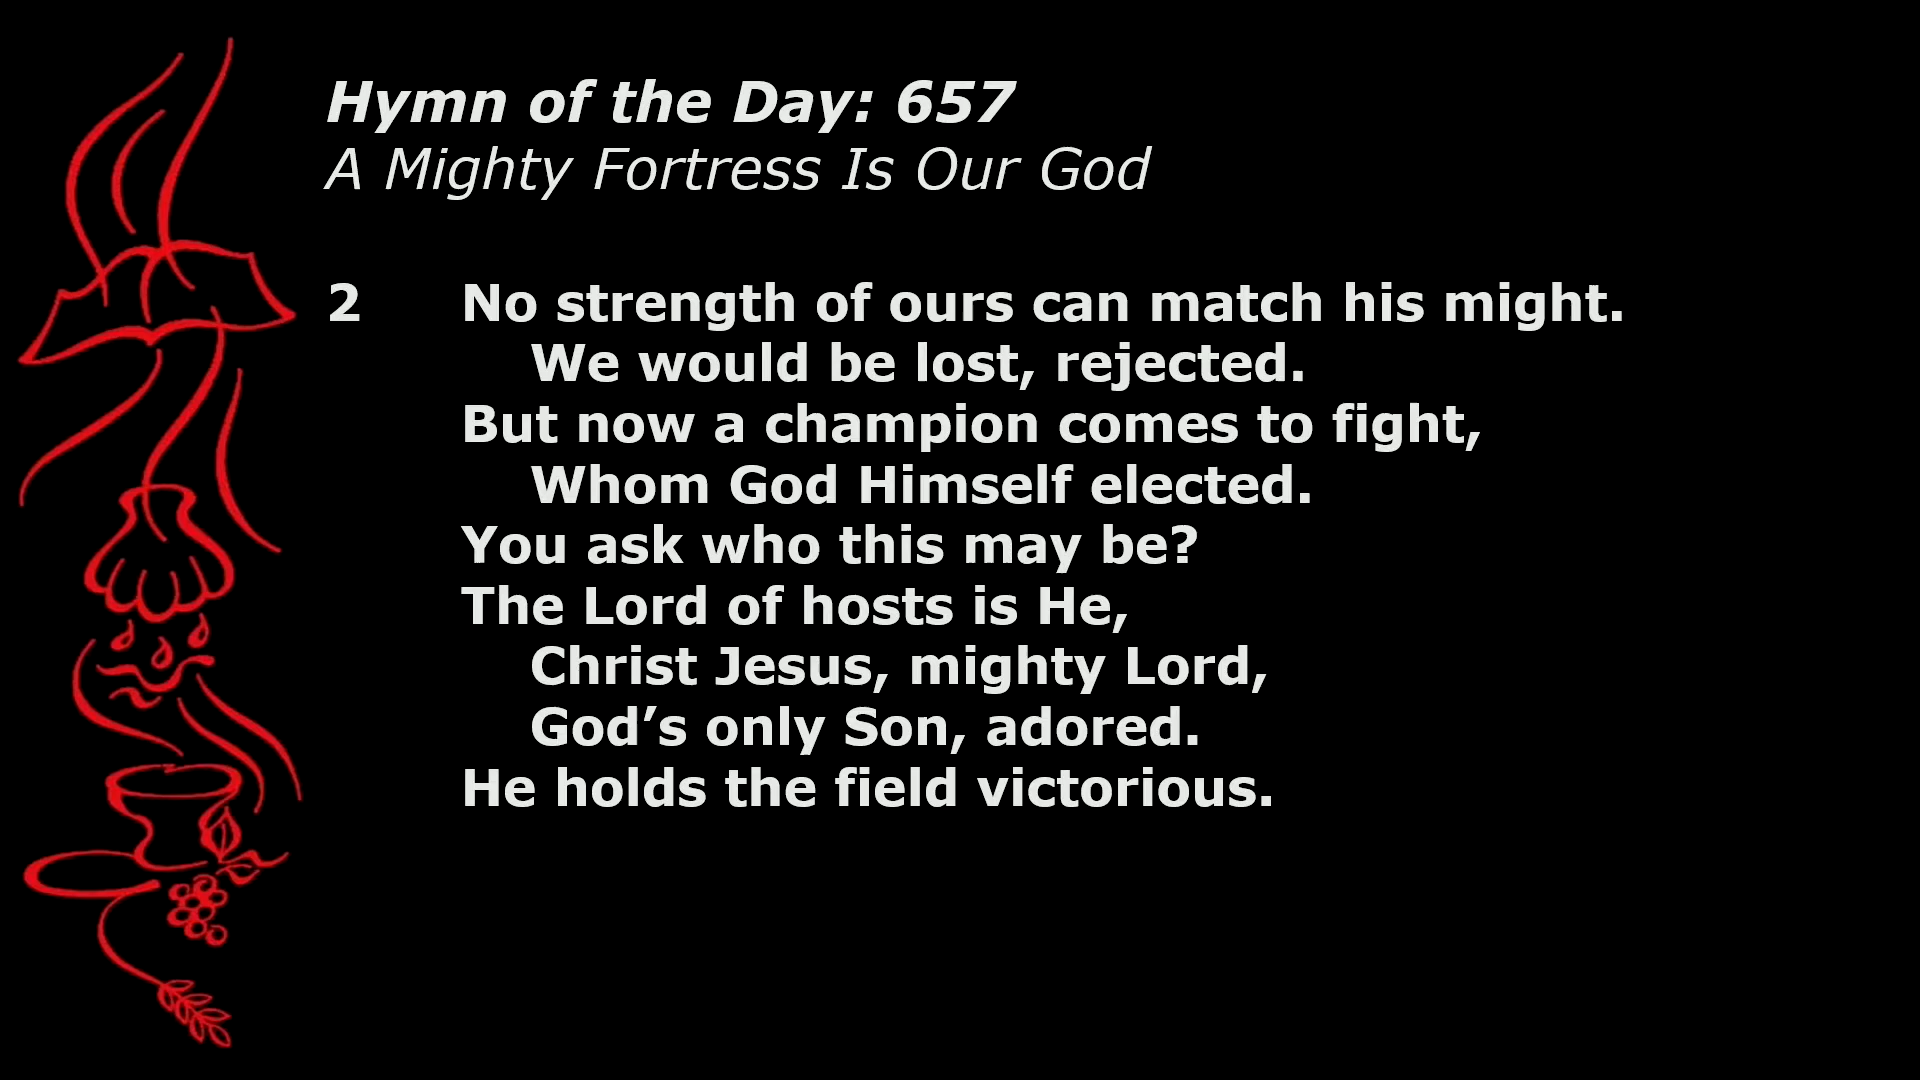 Hymn of the Day: 657
A Mighty Fortress Is Our God
2 No strength of ours can match his might.
We would be lost, rejected.
But now a champion comes to fight,
Whom God Himself elected.
You ask who this may be?
The Lord of hosts is He,
Christ Jesus, mighty Lord,
God’s only Son, adored.
He holds the field victorious.